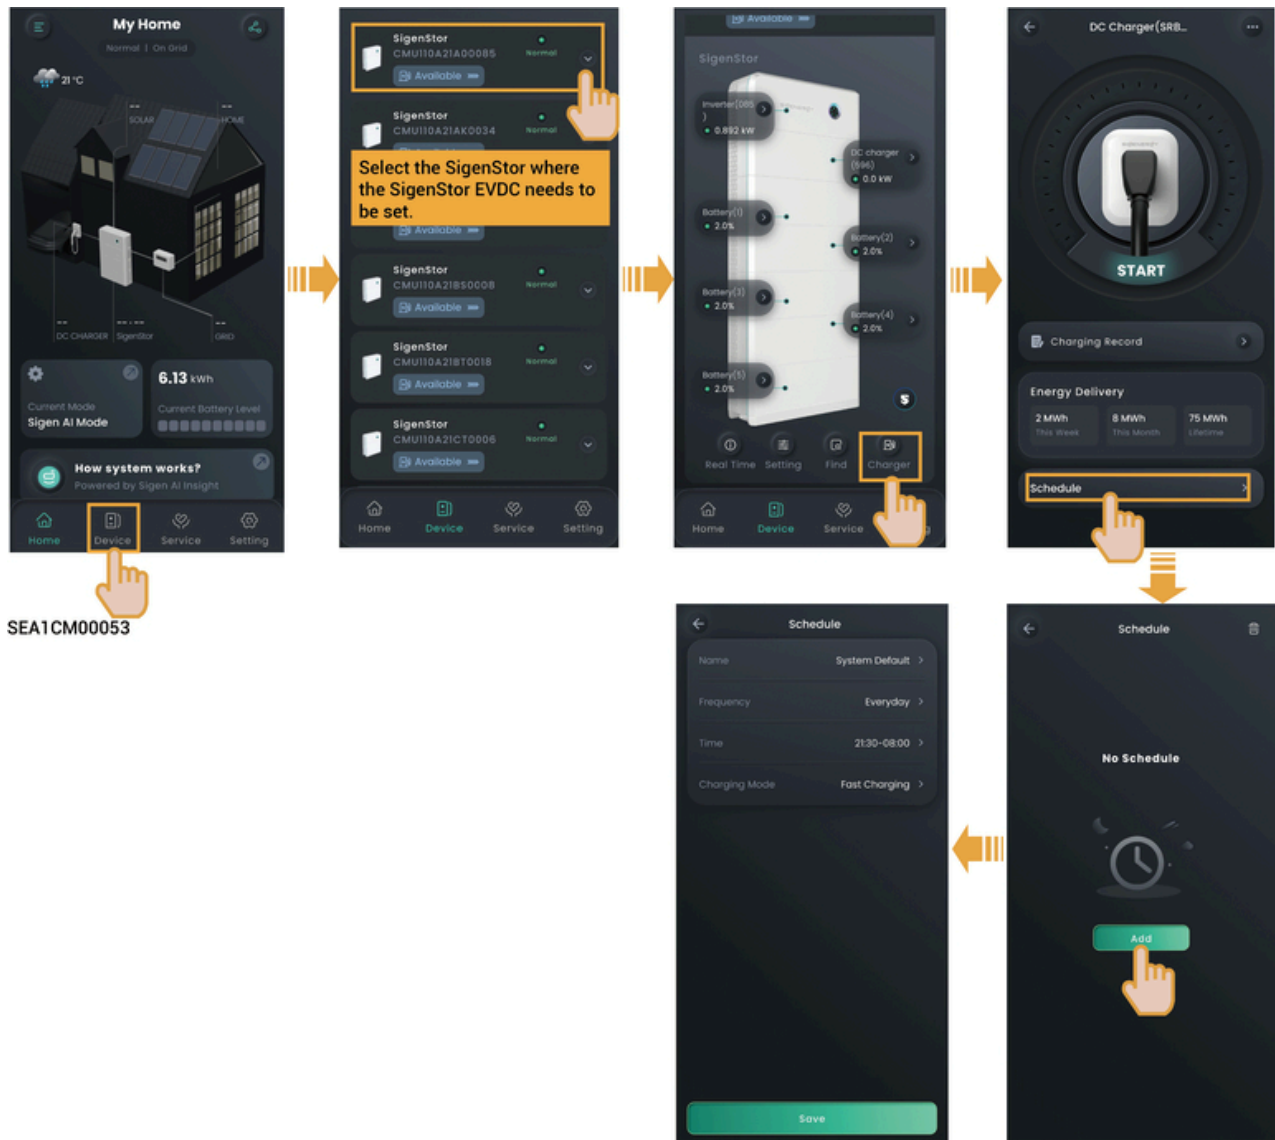 My Home
Normal | On Grid
21 °C
SOLAR
HOME
DC CHARGER
SigenStor
GRID
Current Mode
Sigen AI Mode
6.13 kWh
Current Battery Level
How system works?
Powered by Sigen AI Insight
Home
Device
Service
Setting
SEA1CM00053
SigenStor
CMU110A21A00085
Normal
Available
SigenStor
CMU110A21AK0034
Normal
Select the SigenStor where
the SigenStor EVDC needs to
be set.
Available
SigenStor
CMU110A21BS0008
Normal
Available
SigenStor
CMU110A21BT0018
Normal
Available
SigenStor
CMU110A21CT0006
Normal
Available
Home
Device
Service
Setting
Available
SigenStor
Inverter(085
)
0.892 kW
DC charger
(596)
0.0 kW
Battery(1)
2.0%
Battery(2)
2.0%
Battery(3)
2.0%
Battery(4)
2.0%
Battery(5)
2.0%
Real Time
Setting
Find
Charger
Home
Device
Service
DC Charger(SRB...
START
Charging Record
Energy Delivery
2 MWh
This Week
8 MWh
This Month
75 MWh
Lifetime
Schedule
Schedule
No Schedule
Add
Schedule
Name
System Default
Frequency
Everyday
Time
21:30-08:00
Charging Mode
Fast Charging
Save